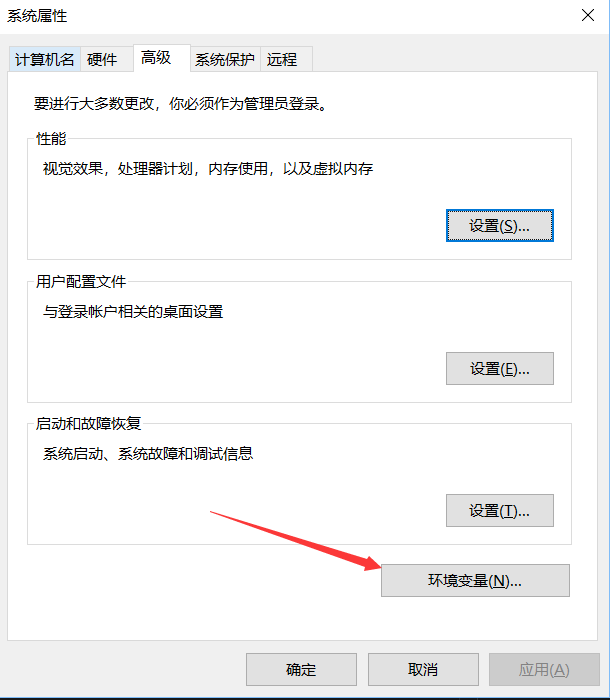 系统属性
计算机名 硬件 高级 系统保护 远程
要进行大多数更改，你必须作为管理员登录。
性能
视觉效果，处理器计划，内存使用，以及虚拟内存
设置(S)...
用户配置文件
与登录帐户相关的桌面设置
设置(E)...
启动和故障恢复
系统启动、系统故障和调试信息
设置(T)...
环境变量(N)...
确定 取消 应用(A)